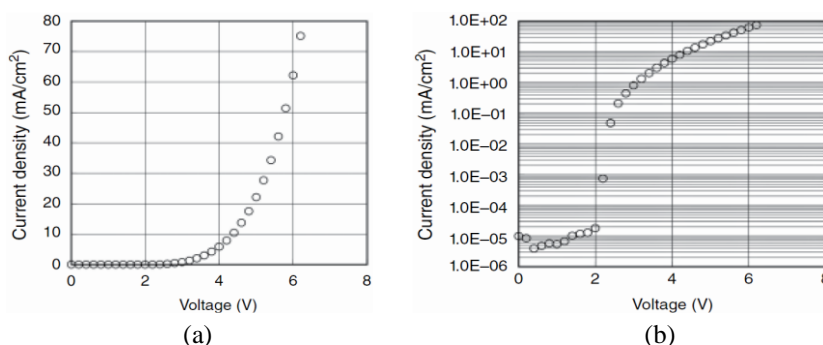 80
70
60
50
40
30
20
10
0
Current density (mA/cm²)
0 2 4 6 8
Voltage (V)
(a)
1.0E+02
1.0E+01
1.0E+00
1.0E−01
1.0E−02
1.0E−03
1.0E−04
1.0E−05
1.0E−06
Current density (mA/cm²)
0 2 4 6 8
Voltage (V)
(b)